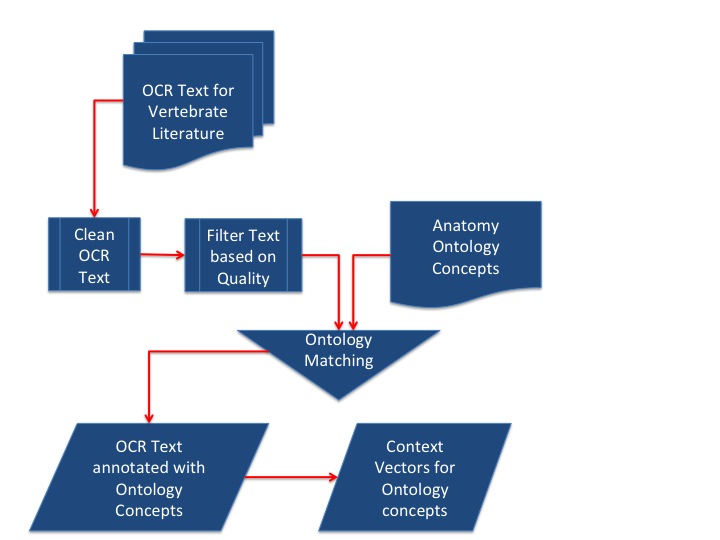 OCR Text for
Vertebrate
Literature
Clean
OCR
Text
Filter Text
based on
Quality
Anatomy
Ontology
Concepts
Ontology
Matching
OCR Text
annotated with
Ontology
Concepts
Context
Vectors for
Ontology
concepts